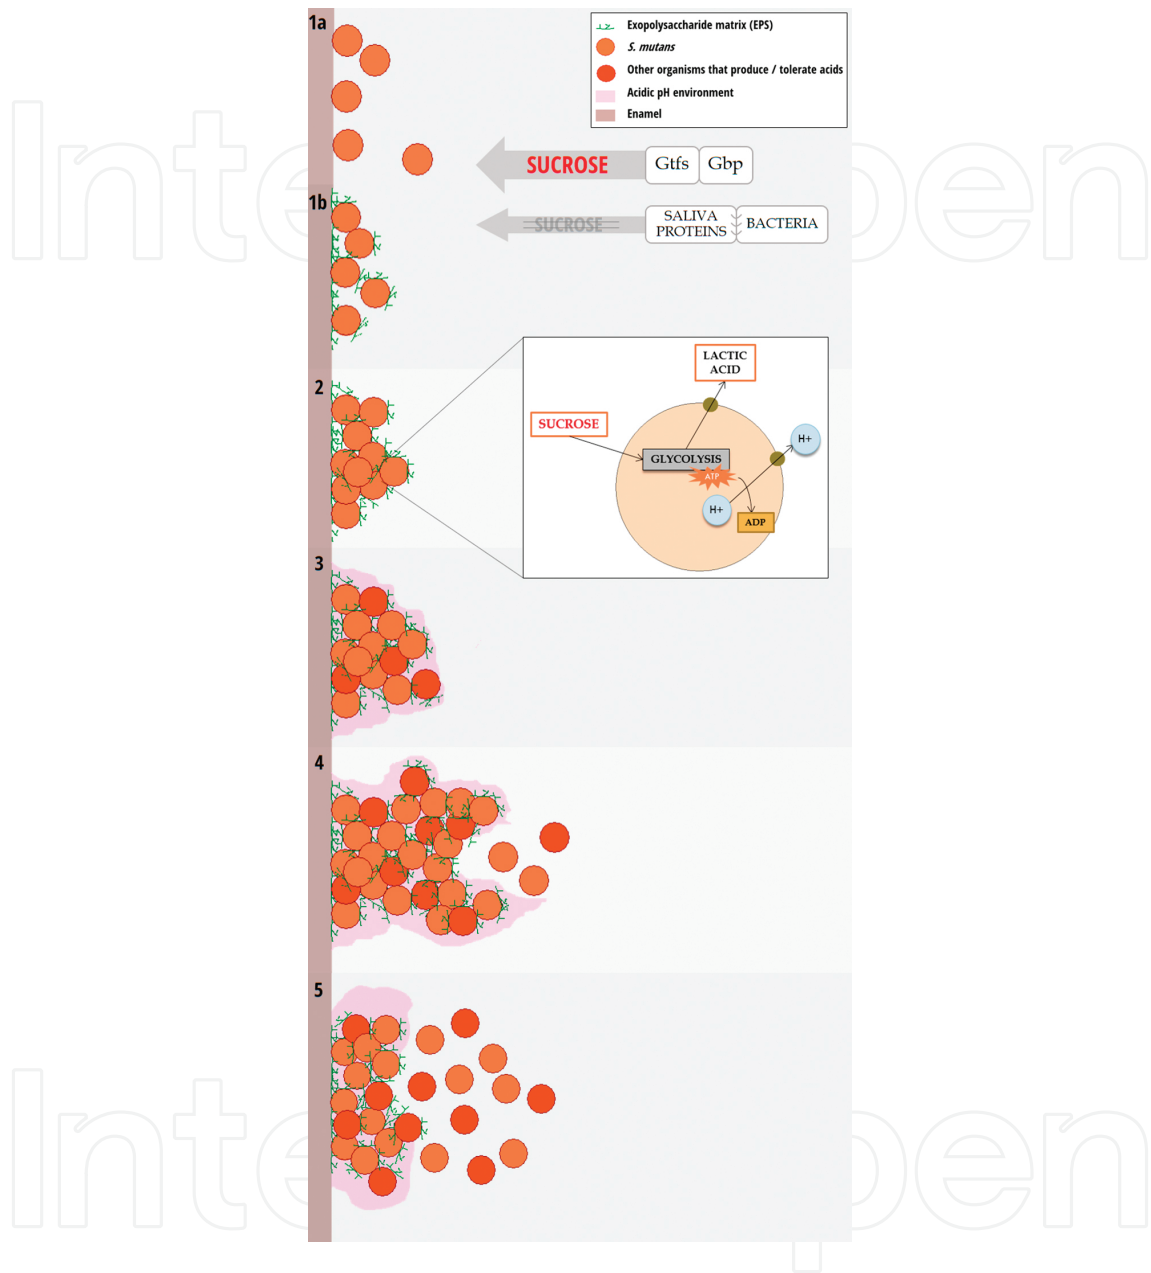 1a
Exopolysaccharide matrix (EPS)
S. mutans
Other organisms that produce / tolerate acids
Acidic pH environment
Enamel
SUCROSE
Gtfs
Gbp
1b
SUCROSE
SALIVA
PROTEINS
BACTERIA
2
LACTIC
ACID
SUCROSE
H+
GLYCOLYSIS
ATP
H+
ADP
3
4
5